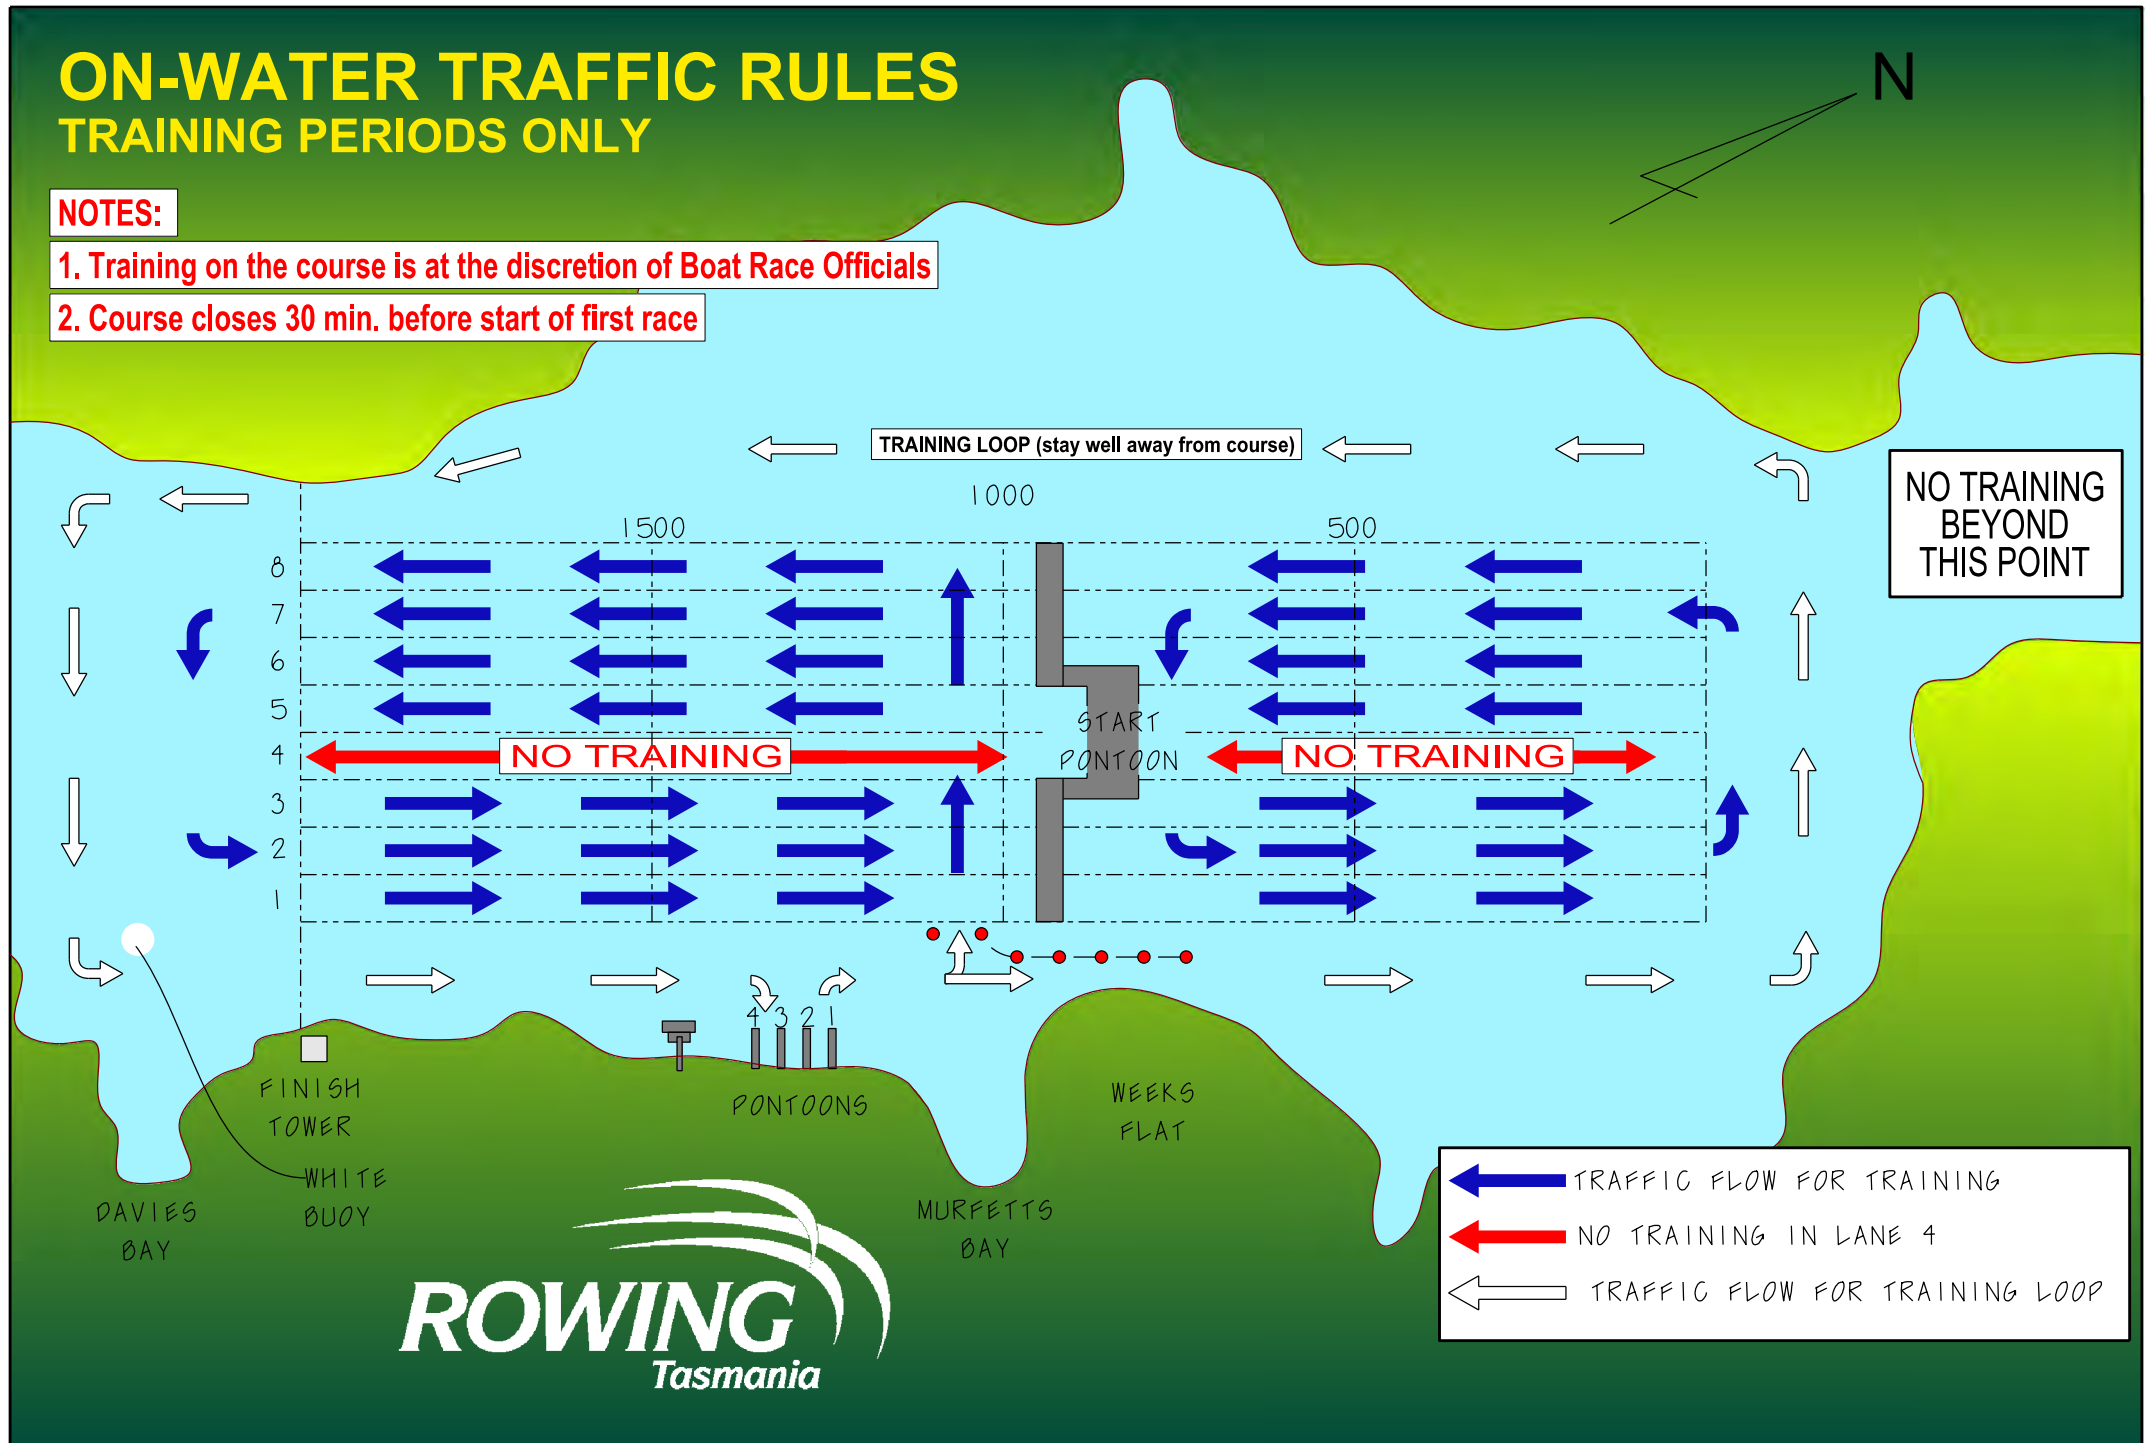 ON-WATER TRAFFIC RULES
TRAINING PERIODS ONLY
N
NOTES:
1. Training on the course is at the discretion of Boat Race Officials
2. Course closes 30 min. before start of first race
TRAINING LOOP (stay well away from course)
NO TRAINING
BEYOND
THIS POINT
1000
1500
500
8
7
6
5
4
3
2
1
START
PONTOON
NO TRAINING
NO TRAINING
4 3 2 1
FINISH
TOWER
PONTOONS
WEEKS
FLAT
WHITE
BUOY
DAVIES
BAY
MURFETTS
BAY
TRAFFIC FLOW FOR TRAINING
NO TRAINING IN LANE 4
TRAFFIC FLOW FOR TRAINING LOOP
ROWING
Tasmania